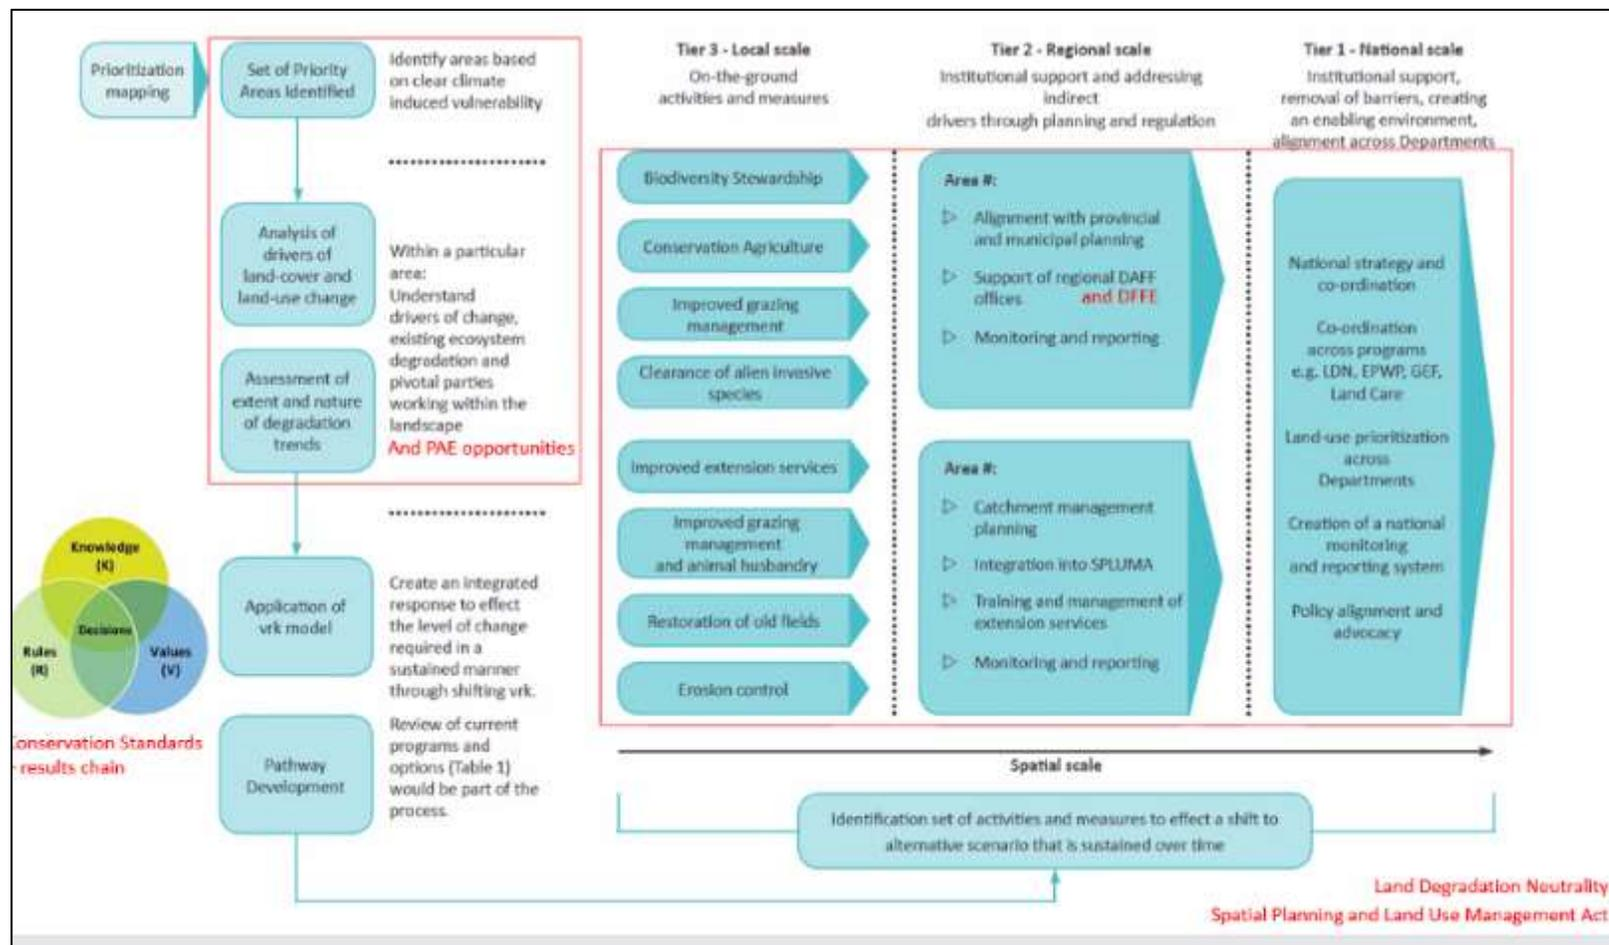 Prioritization
mapping
Set of Priority
Areas Identified
Identify areas based
on clear climate
induced vulnerability
Analysis of
drivers of
land-cover and
land-use change
Within a particular
area:
Understand
drivers of change,
existing ecosystem
degradation and
pivotal parties
working within the
landscape
And PAE opportunities
Assessment of
extent and nature
of degradation
trends
Knowledge
(K)
Decisions
Rules
(R)
Values
(V)
Conservation Standards
- results chain
Application of
vrk model
Create an integrated
response to effect
the level of change
required in a
sustained manner
through shifting vrk.
Pathway
Development
Review of current
programs and
options (Table 1)
would be part of the
process.
Tier 3 - Local scale
On-the-ground
activities and measures
Biodiversity Stewardship
Conservation Agriculture
Improved grazing
management
Clearance of alien invasive
species
Improved extension services
Improved grazing
management
and animal husbandry
Restoration of old fields
Erosion control
Tier 2 - Regional scale
Institutional support and addressing
indirect
drivers through planning and regulation
Area #:
▷ Alignment with provincial
and municipal planning
▷ Support of regional DAFF
offices and DFFE
▷ Monitoring and reporting
Area #:
▷ Catchment management
planning
▷ Integration into SPLUMA
▷ Training and management of
extension services
▷ Monitoring and reporting
Tier 1 - National scale
Institutional support,
removal of barriers, creating
an enabling environment,
alignment across Departments
National strategy and
co-ordination
Co-ordination
across programs
e.g. LDN, EPWP, GEF,
Land Care
Land-use prioritization
across
Departments
Creation of a national
monitoring
and reporting system
Policy alignment and
advocacy
Spatial scale
Identification set of activities and measures to effect a shift to
alternative scenario that is sustained over time
Land Degradation Neutrality
Spatial Planning and Land Use Management Act